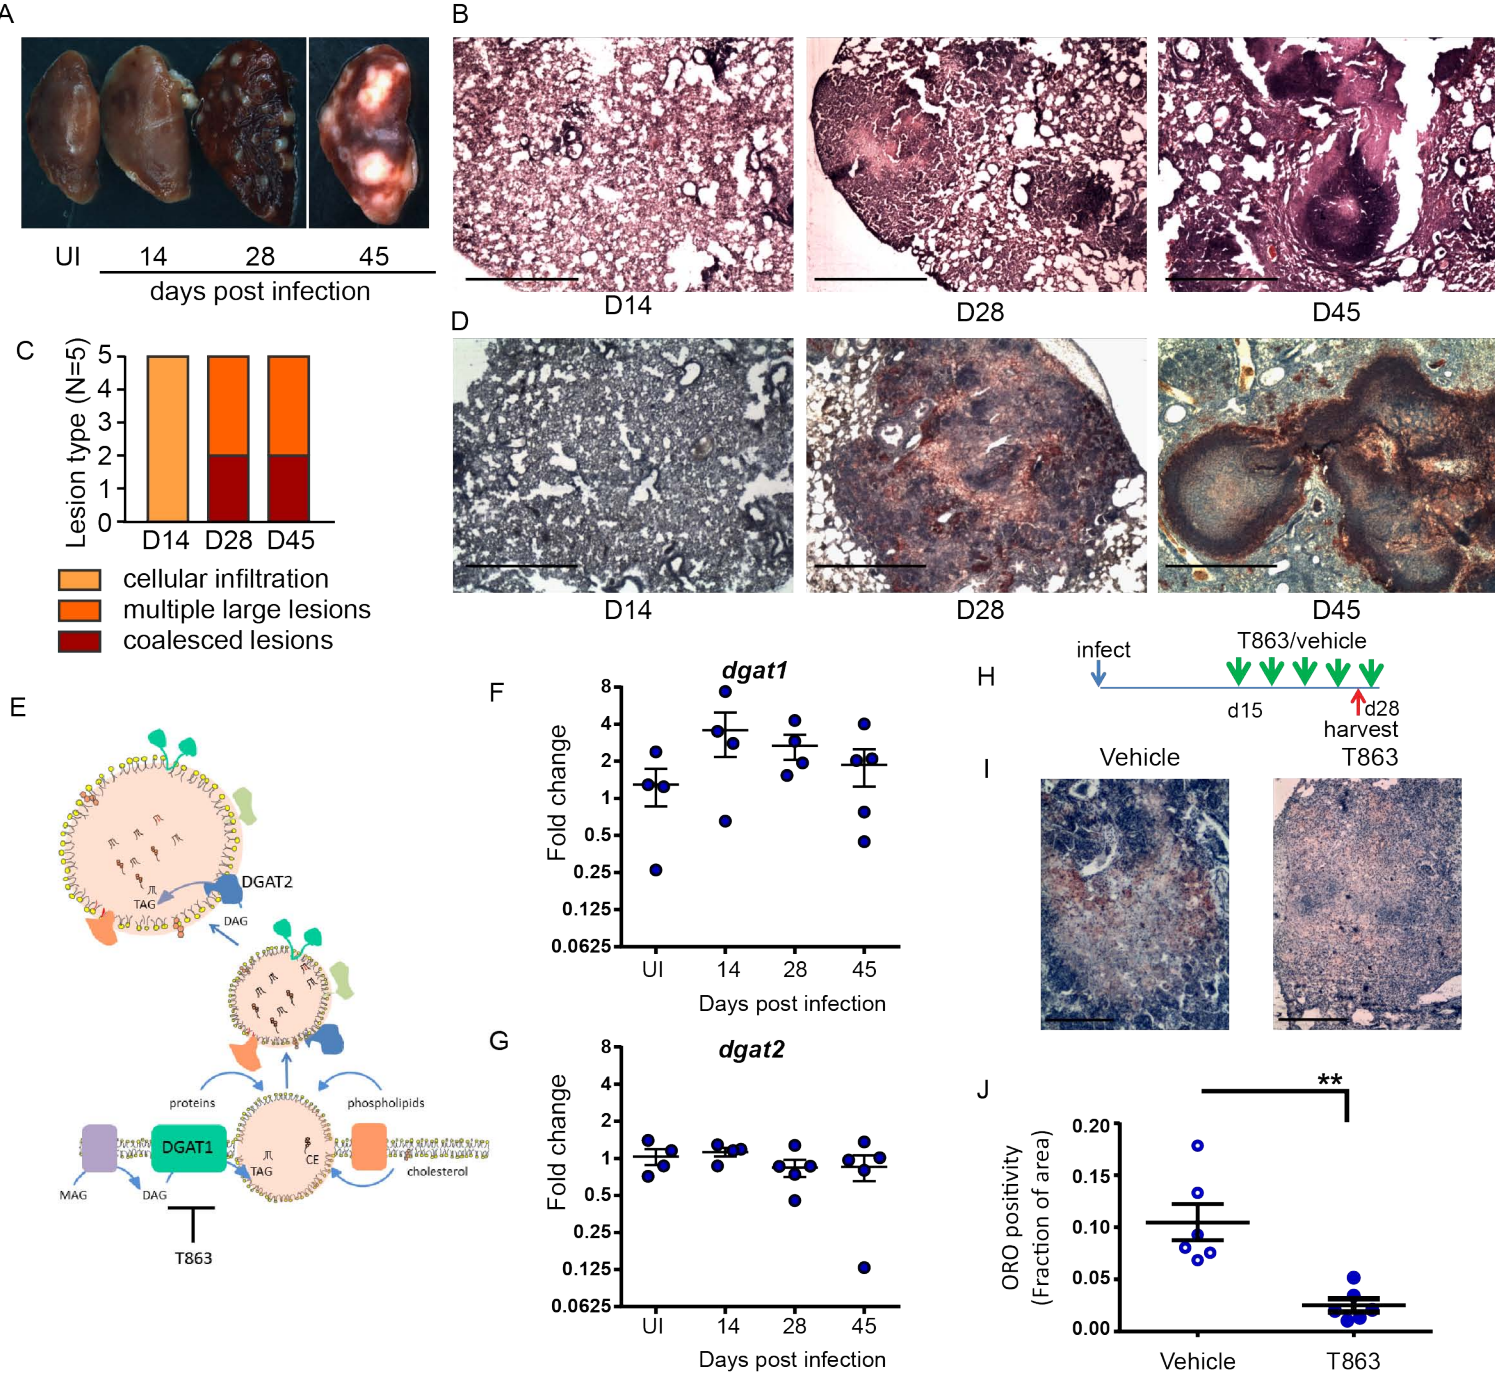 A
UI 14 28 45
days post infection
B
D14 D28 D45
C
Lesion type (N=5)
5
4
3
2
1
0
D14 D28 D45
cellular infiltration
multiple large lesions
coalesced lesions
D
D14 D28 D45
E
DGAT2
TAG
DAG
proteins
phospholipids
DGAT1
TAG
CE
cholesterol
MAG
DAG
T863
F
dgat1
Fold change
8
4
2
1
0.5
0.25
0.125
0.0625
UI 14 28 45
Days post infection
G
dgat2
Fold change
8
4
2
1
0.5
0.25
0.125
0.0625
UI 14 28 45
Days post infection
H
infect
T863/vehicle
d15
d28
harvest
I
Vehicle T863
J
**
ORO positivity
(Fraction of area)
0.20
0.15
0.10
0.05
0.00
Vehicle T863